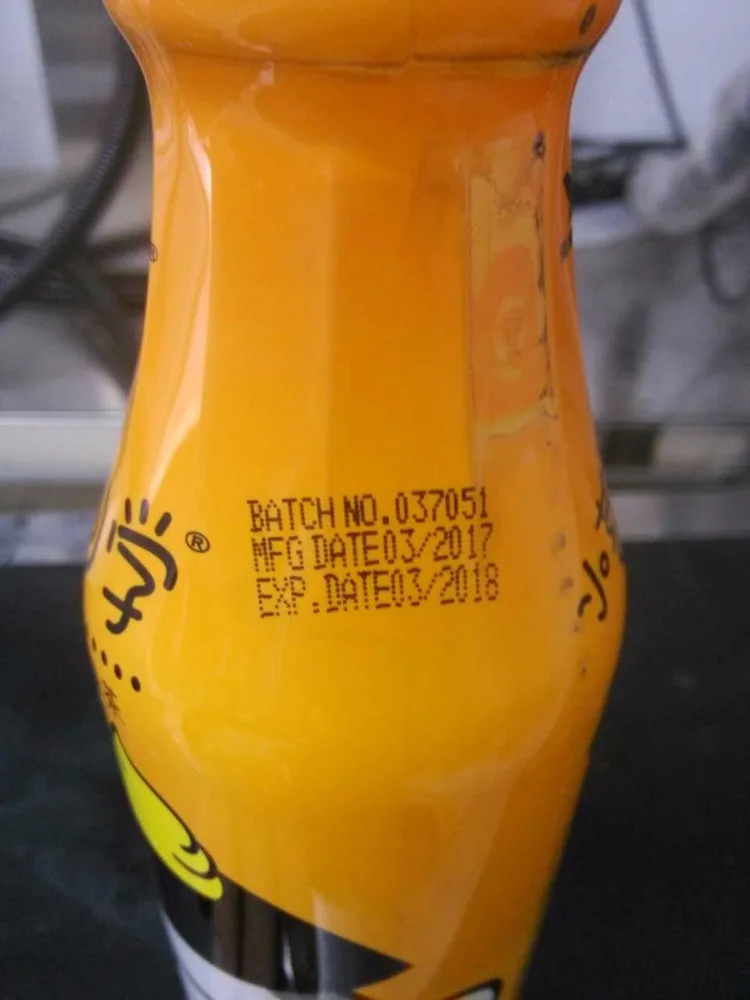 BATCH NO.037051
MFG DATE03/2017
EXP.DATE03/2018
®